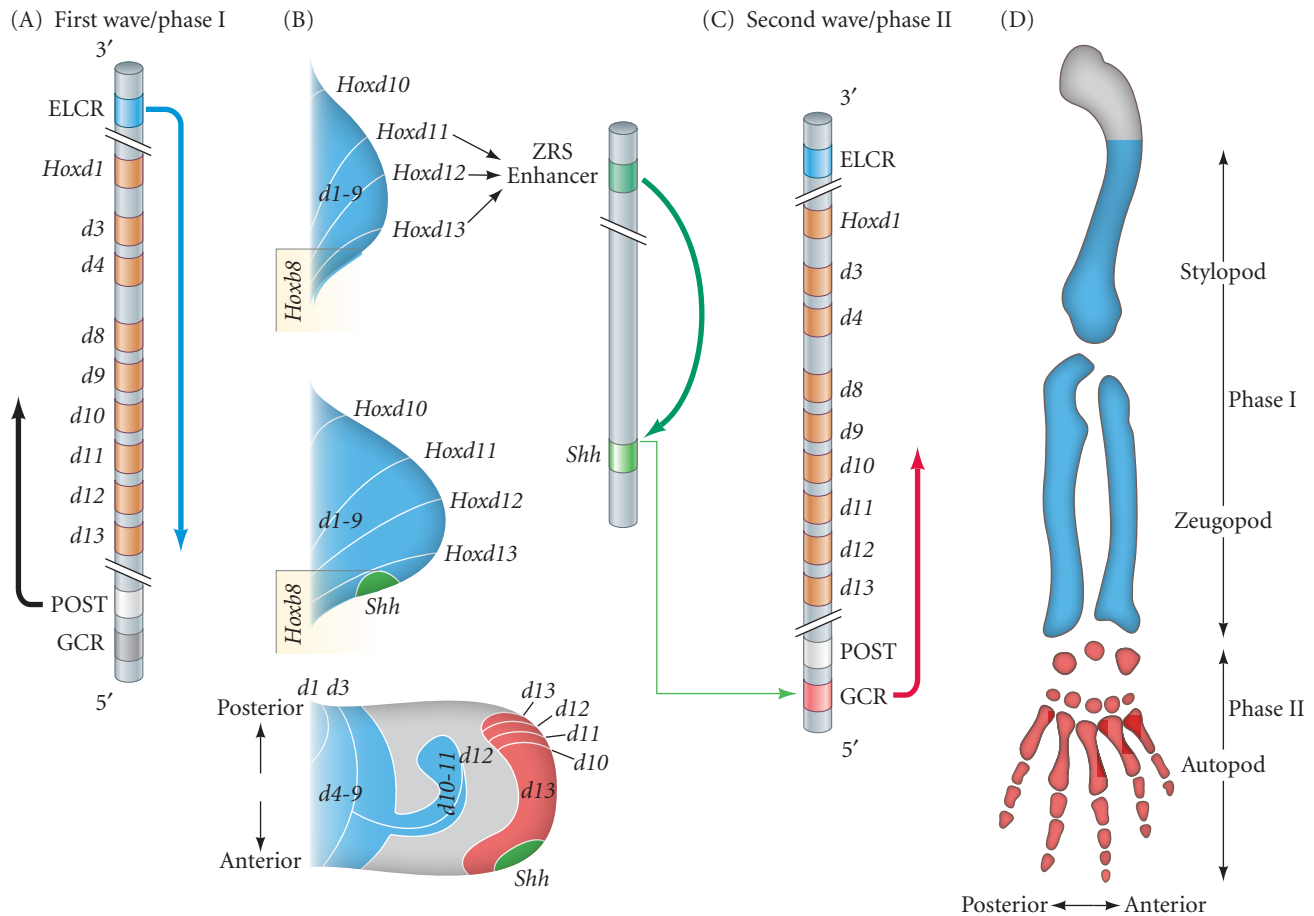 (A) First wave/phase I
3′
ELCR
Hoxd1
d3
d4
d8
d9
d10
d11
d12
d13
POST
GCR
5′
(B)
Hoxd10
Hoxd11
Hoxd12
Hoxd13
d1-9
Hoxb8
ZRS
Enhancer
Shh
Hoxd10
Hoxd11
Hoxd12
Hoxd13
d1-9
Hoxb8
Shh
d1 d3
Posterior
Anterior
d4-9
d10-11
d12
d13
d13
d12
d11
d10
Shh
(C) Second wave/phase II
3′
ELCR
Hoxd1
d3
d4
d8
d9
d10
d11
d12
d13
POST
GCR
5′
(D)
Stylopod
Phase I
Zeugopod
Phase II
Autopod
Posterior Anterior